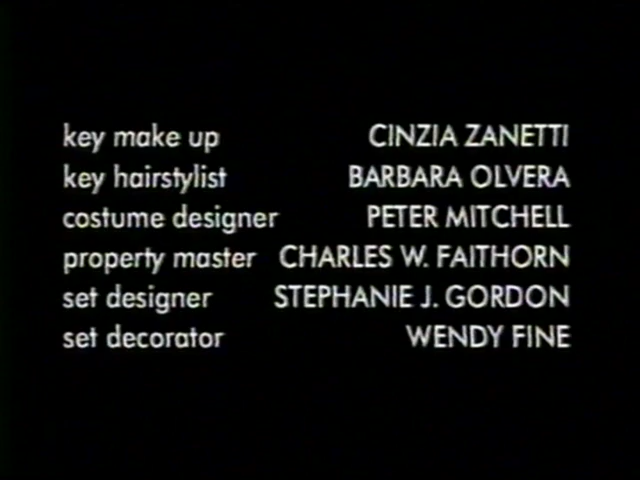 key make up CINZIA ZANETTI
key hairstylist BARBARA OLVERA
costume designer PETER MITCHELL
property master CHARLES W. FAITHORN
set designer STEPHANIE J. GORDON
set decorator WENDY FINE